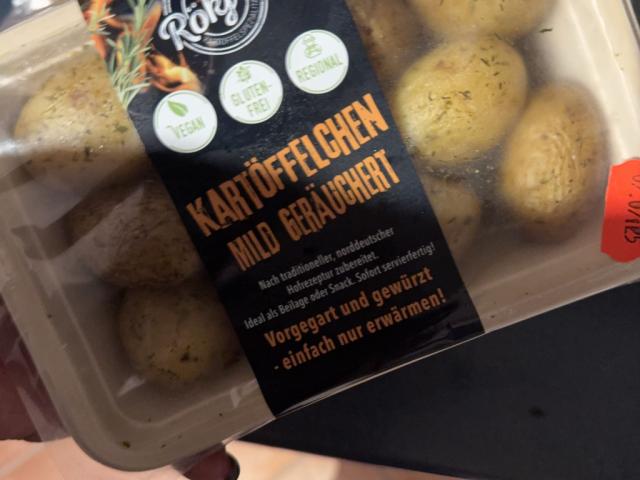 VEGAN
GLUTEN-
FREI
REGIONAL
KARTÖFFELCHEN
MILD GERÄUCHERT
Nach traditioneller, norddeutscher
Hofrezeptur zubereitet.
Ideal als Beilage oder Snack. Sofort servierfertig!
Vorgegart und gewürzt
- einfach nur erwärmen!